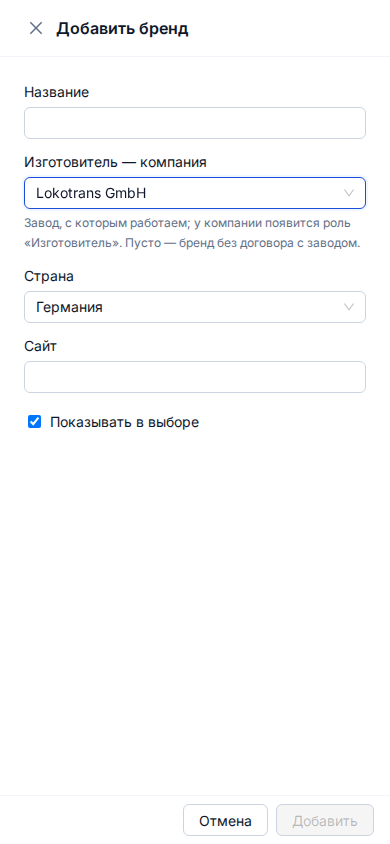 Добавить бренд
Название
Изготовитель — компания
Lokotrans GmbH
Завод, с которым работаем; у компании появится роль
«Изготовитель». Пусто — бренд без договора с заводом.
Страна
Германия
Сайт
Показывать в выборе
Отмена
Добавить